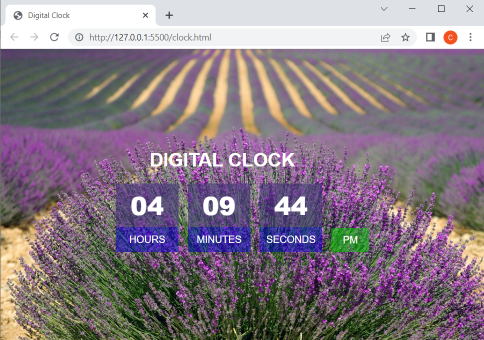 Digital Clock
http://127.0.0.1:5500/clock.html
C
DIGITAL CLOCK
04 09 44
HOURS MINUTES SECONDS PM